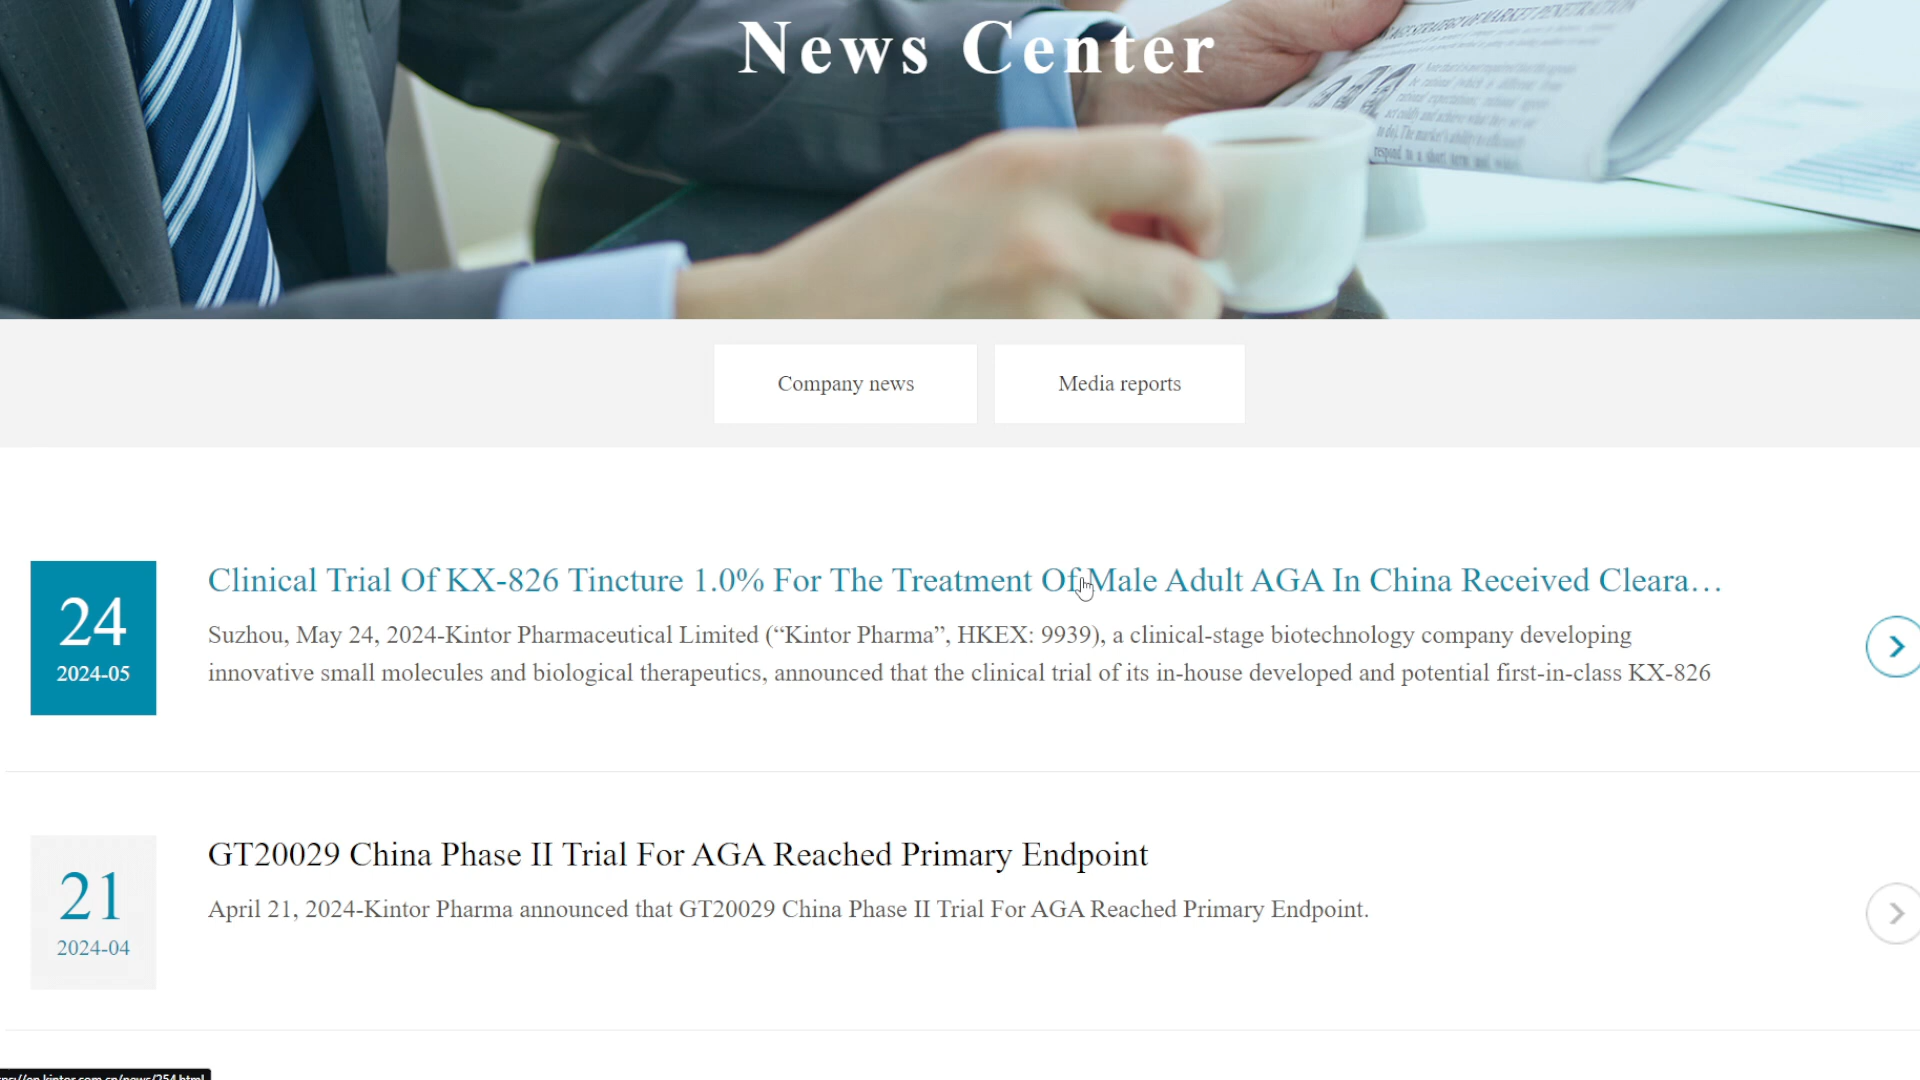 News Center
respond to a short term and
Company news
Media reports
24
2024-05
Clinical Trial Of KX-826 Tincture 1.0% For The Treatment Of Male Adult AGA In China Received Cleara...
Suzhou, May 24, 2024-Kintor Pharmaceutical Limited (“Kintor Pharma”, HKEX: 9939), a clinical-stage biotechnology company developing
innovative small molecules and biological therapeutics, announced that the clinical trial of its in-house developed and potential first-in-class KX-826
21
2024-04
GT20029 China Phase II Trial For AGA Reached Primary Endpoint
April 21, 2024-Kintor Pharma announced that GT20029 China Phase II Trial For AGA Reached Primary Endpoint.